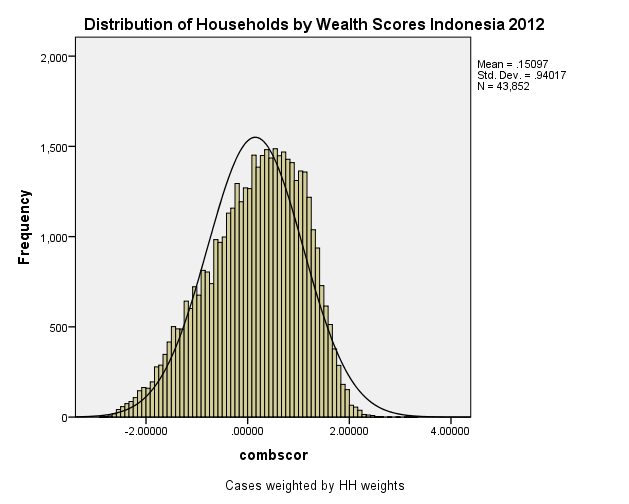 Distribution of Households by Wealth Scores Indonesia 2012
Mean = .15097
Std. Dev. = .94017
N = 43,852
2,000
1,500
1,000
500
0
Frequency
-2.00000 .00000 2.00000 4.00000
combscor
Cases weighted by HH weights